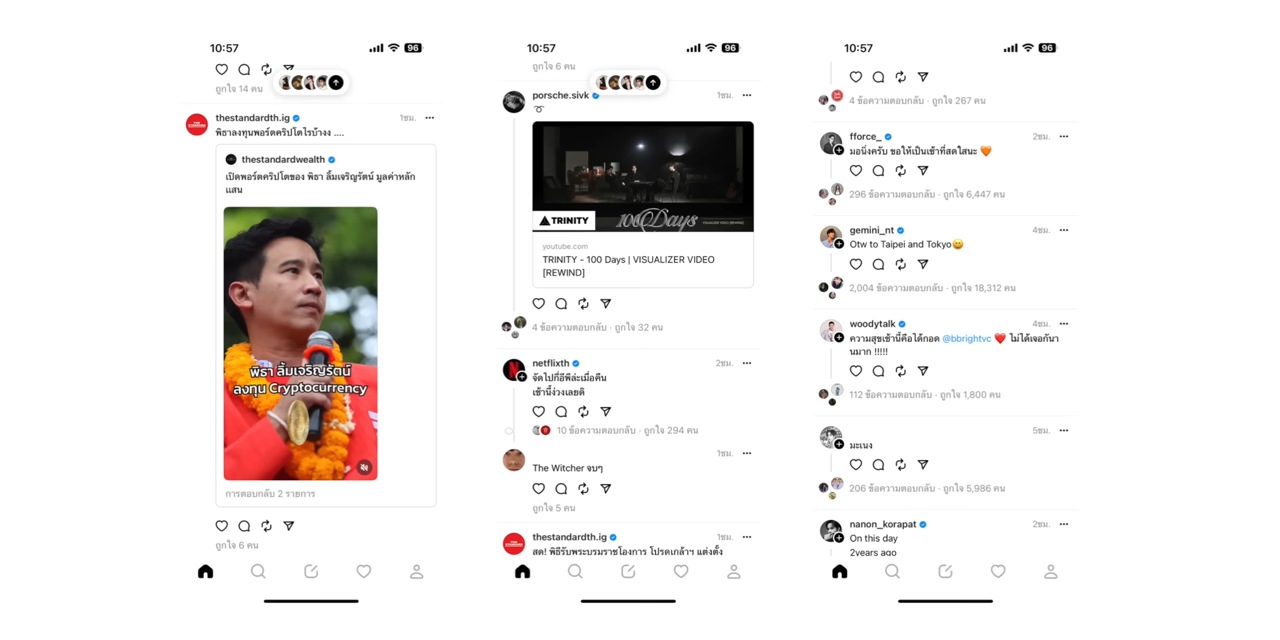 10:57
96
ถูกใจ 14 คน
thestandardth.ig
1ชม.
พิธาลงทุนพอร์ตคริปโตไรบ้างง ....
thestandardwealth
เปิดพอร์ตคริปโตของ พิธา ลิ้มเจริญรัตน์ มูลค่าหลัก
แสน
พิธา ลิ้มเจริญรัตน์
ลงทุน Cryptocurrency
การตอบกลับ 2 รายการ
ถูกใจ 6 คน
10:57
96
ถูกใจ 6 คน
porsche.sivk
1ชม.
TRINITY
100 Days
VISUALIZER VIDEO [REWIND]
youtube.com
TRINITY - 100 Days | VISUALIZER VIDEO
[REWIND]
4 ข้อความตอบกลับ · ถูกใจ 32 คน
netflixth
2ชม.
จัดไปกี่อีพีล่ะเมื่อคืน
เช้านี้ง่วงเลยดิ
10 ข้อความตอบกลับ · ถูกใจ 294 คน
1ชม.
The Witcher จบๆ
ถูกใจ 5 คน
thestandardth.ig
1ชม.
สด! พิธีรับพระบรมราชโองการ โปรดเกล้าฯ แต่งตั้ง
10:57
96
4 ข้อความตอบกลับ · ถูกใจ 267 คน
fforce_
2ชม.
มอนิ่งครับ ขอให้เป็นเช้าที่สดใสนะ 🧡
296 ข้อความตอบกลับ · ถูกใจ 6,447 คน
gemini_nt
4ชม.
Otw to Taipei and Tokyo😄
2,004 ข้อความตอบกลับ · ถูกใจ 18,312 คน
woodytalk
4ชม.
ความสุขเช้านี้คือได้กอด @bbrightvc ❤️ ไม่ได้เจอกันนา
นมาก !!!!!
112 ข้อความตอบกลับ · ถูกใจ 1,800 คน
5ชม.
มะเนง
206 ข้อความตอบกลับ · ถูกใจ 5,986 คน
nanon_korapat
2ชม.
On this day
2years ago